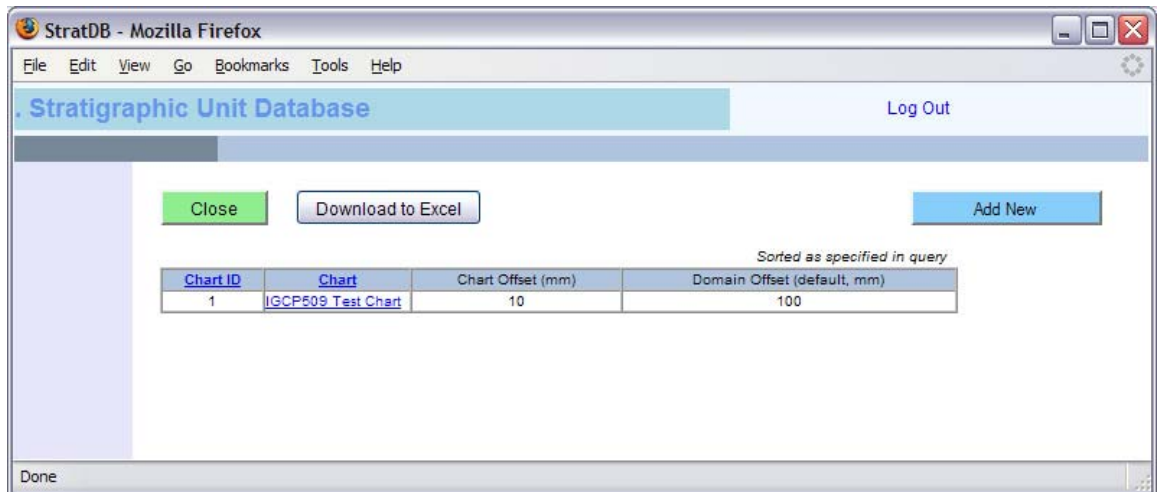 StratDB - Mozilla Firefox
File Edit View Go Bookmarks Tools Help
. Stratigraphic Unit Database
Log Out
Close
Download to Excel
Add New
Sorted as specified in query
Chart ID Chart Chart Offset (mm) Domain Offset (default, mm)
1 IGCP509 Test Chart 10 100
Done